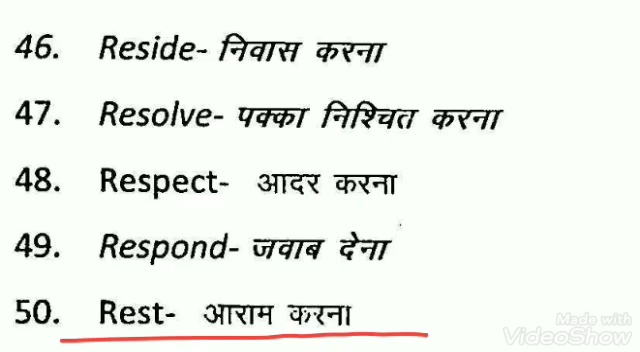 46. Reside- निवास करना
47. Resolve- पक्का निश्चित करना
48. Respect- आदर करना
49. Respond- जवाब देना
50. Rest- आराम करना
Made with
VideoShow